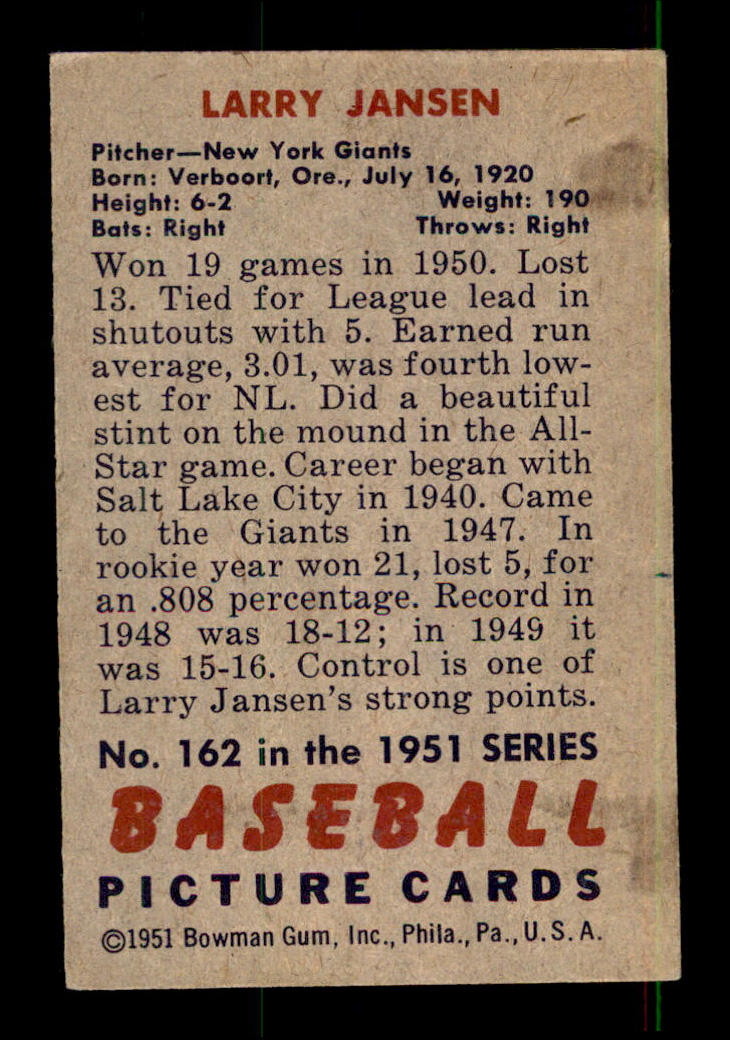 LARRY JANSEN
Pitcher—New York Giants
Born: Verboort, Ore., July 16, 1920
Height: 6-2 Weight: 190
Bats: Right Throws: Right
Won 19 games in 1950. Lost
13. Tied for League lead in
shutouts with 5. Earned run
average, 3.01, was fourth low-
est for NL. Did a beautiful
stint on the mound in the All-
Star game. Career began with
Salt Lake City in 1940. Came
to the Giants in 1947. In
rookie year won 21, lost 5, for
an .808 percentage. Record in
1948 was 18-12; in 1949 it
was 15-16. Control is one of
Larry Jansen's strong points.
No. 162 in the 1951 SERIES
BASEBALL
PICTURE CARDS
©1951 Bowman Gum, Inc., Phila., Pa., U.S.A.